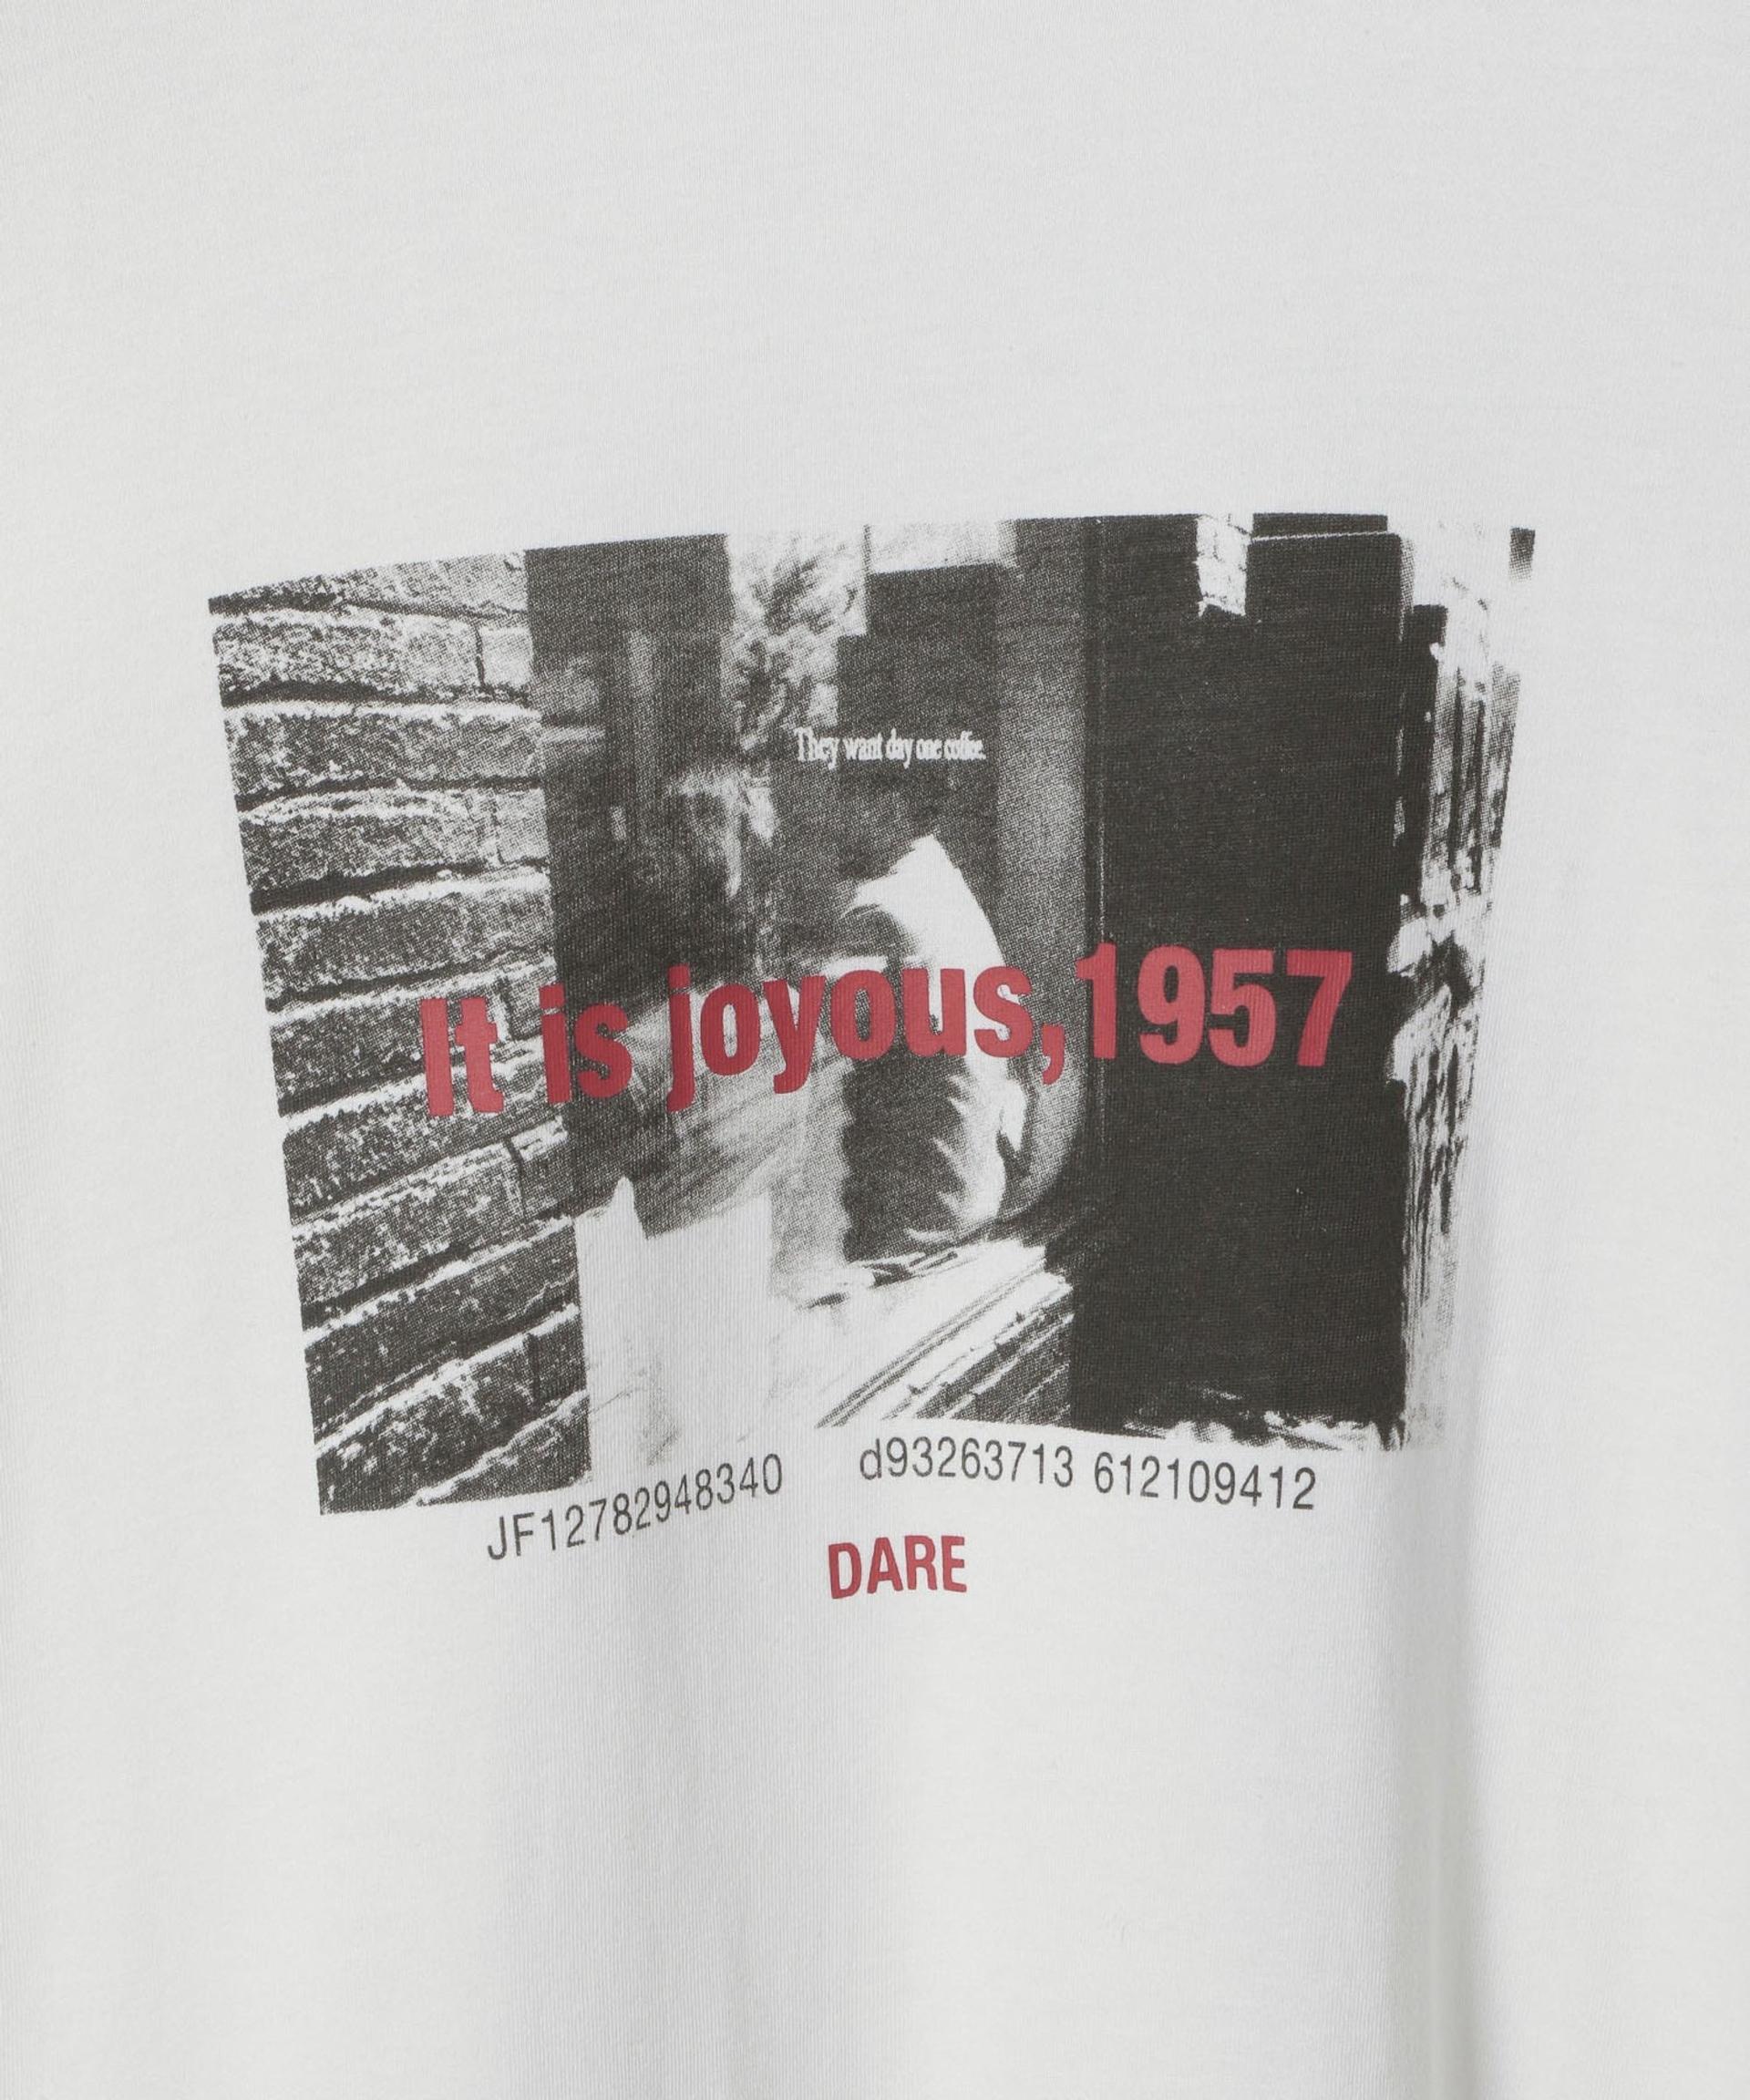 They want day one coffee.
It is joyous,1957
JF12782948340 d93263713 612109412
DARE